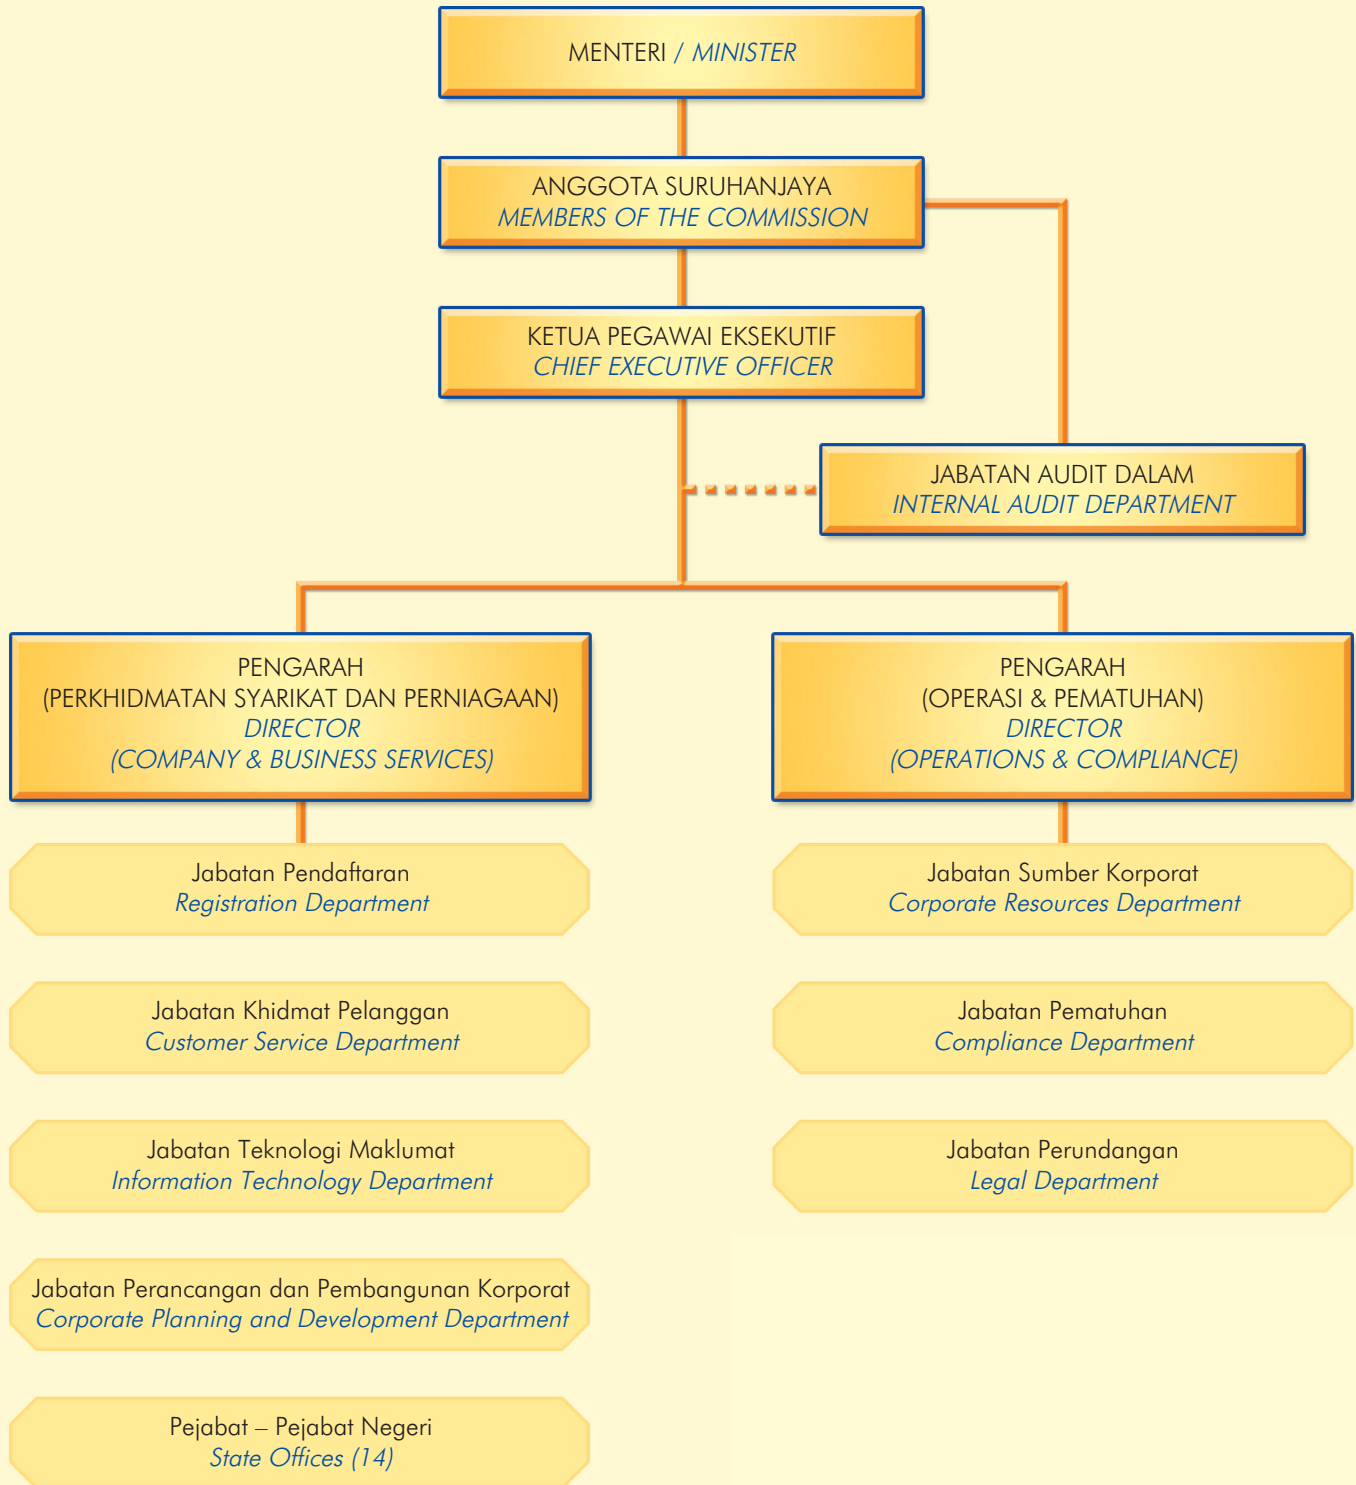 MENTERI / MINISTER
ANGGOTA SURUHANJAYA
MEMBERS OF THE COMMISSION
KETUA PEGAWAI EKSEKUTIF
CHIEF EXECUTIVE OFFICER
JABATAN AUDIT DALAM
INTERNAL AUDIT DEPARTMENT
PENGARAH
(PERKHIDMATAN SYARIKAT DAN PERNIAGAAN)
DIRECTOR
(COMPANY & BUSINESS SERVICES)
Jabatan Pendaftaran
Registration Department
Jabatan Khidmat Pelanggan
Customer Service Department
Jabatan Teknologi Maklumat
Information Technology Department
Jabatan Perancangan dan Pembangunan Korporat
Corporate Planning and Development Department
Pejabat – Pejabat Negeri
State Offices (14)
PENGARAH
(OPERASI & PEMATUHAN)
DIRECTOR
(OPERATIONS & COMPLIANCE)
Jabatan Sumber Korporat
Corporate Resources Department
Jabatan Pematuhan
Compliance Department
Jabatan Perundangan
Legal Department